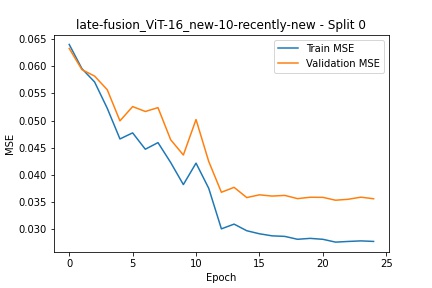 late-fusion_ViT-16_new-10-recently-new - Split 0
Train MSE
Validation MSE
0.065
0.060
0.055
0.050
0.045
0.040
0.035
0.030
MSE
0 5 10 15 20 25
Epoch